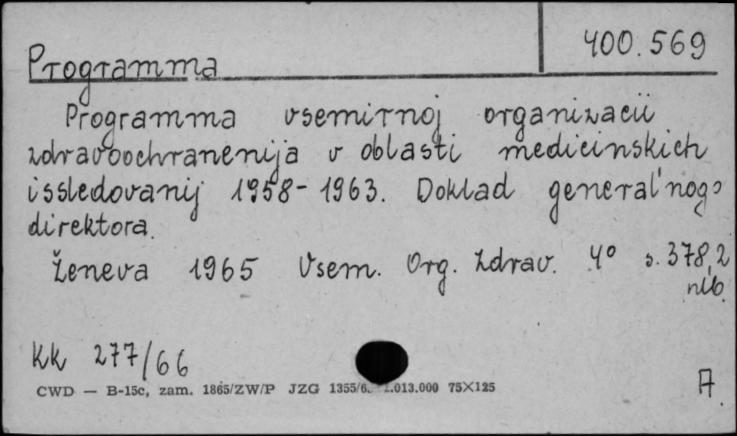 400.569
Programma
Programma vsemirnoj organizacii
zdravoochranenija v oblasti medicinskich
issledovanij 1958-1963. Doklad general'nogo
direktora.
Ženeva 1965 Vsem. Org. Zdrav. 4° s. 378,2
nlb.
KK 277/66
CWD — B-15c, zam. 1865/ZW/P JZG 1355/6. .013.000 75X125
A